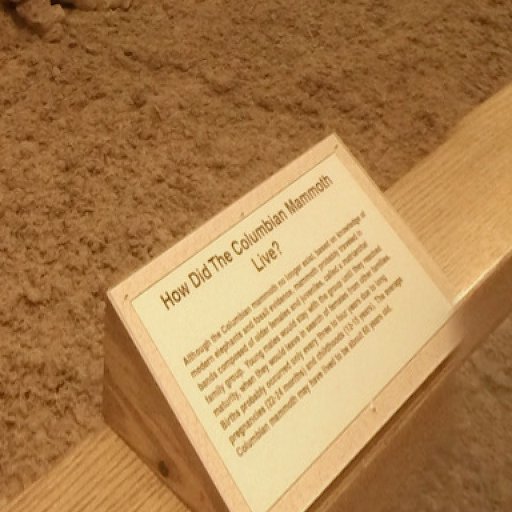 How Did The Columbian Mammoth
Live?
Although the Columbian mammoth no longer exist, based on knowledge of
modern elephants and fossil evidence, mammoth probably traveled in
bands comprised of older females and juveniles, called a matriarchal
family group. Young males would stay with the group until they reached
maturity, when they would leave in search of females from other families.
Births probably occurred only every three to four years due to long
pregnancies (22-24 months) and childhoods (12-15 years). The average
Columbian mammoth may have lived to be about 65 years old.